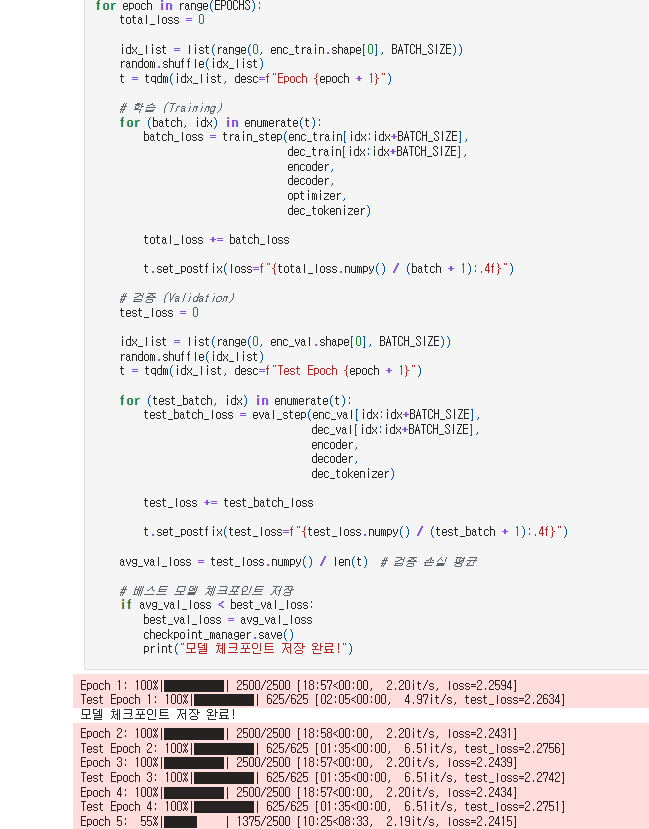 for epoch in range(EPOCHS):
    total_loss = 0

    idx_list = list(range(0, enc_train.shape[0], BATCH_SIZE))
    random.shuffle(idx_list)
    t = tqdm(idx_list, desc=f"Epoch {epoch + 1}")

    # 학습 (Training)
    for (batch, idx) in enumerate(t):
        batch_loss = train_step(enc_train[idx:idx+BATCH_SIZE],
                                dec_train[idx:idx+BATCH_SIZE],
                                encoder,
                                decoder,
                                optimizer,
                                dec_tokenizer)

        total_loss += batch_loss

        t.set_postfix(loss=f"{total_loss.numpy() / (batch + 1):.4f}")

    # 검증 (Validation)
    test_loss = 0

    idx_list = list(range(0, enc_val.shape[0], BATCH_SIZE))
    random.shuffle(idx_list)
    t = tqdm(idx_list, desc=f"Test Epoch {epoch + 1}")

    for (test_batch, idx) in enumerate(t):
        test_batch_loss = eval_step(enc_val[idx:idx+BATCH_SIZE],
                                    dec_val[idx:idx+BATCH_SIZE],
                                    encoder,
                                    decoder,
                                    dec_tokenizer)

        test_loss += test_batch_loss

        t.set_postfix(test_loss=f"{test_loss.numpy() / (test_batch + 1):.4f}")

    avg_val_loss = test_loss.numpy() / len(t)  # 검증 손실 평균

    # 베스트 모델 체크포인트 저장
    if avg_val_loss < best_val_loss:
        best_val_loss = avg_val_loss
        checkpoint_manager.save()
        print("모델 체크포인트 저장 완료!")

Epoch 1: 100%|██████████| 2500/2500 [18:57<00:00,  2.20it/s, loss=2.2594]
Test Epoch 1: 100%|██████████| 625/625 [02:05<00:00,  4.97it/s, test_loss=2.2634]
모델 체크포인트 저장 완료!
Epoch 2: 100%|██████████| 2500/2500 [18:58<00:00,  2.20it/s, loss=2.2431]
Test Epoch 2: 100%|██████████| 625/625 [01:35<00:00,  6.51it/s, test_loss=2.2756]
Epoch 3: 100%|██████████| 2500/2500 [18:57<00:00,  2.20it/s, loss=2.2439]
Test Epoch 3: 100%|██████████| 625/625 [01:35<00:00,  6.51it/s, test_loss=2.2742]
Epoch 4: 100%|██████████| 2500/2500 [18:57<00:00,  2.20it/s, loss=2.2434]
Test Epoch 4: 100%|██████████| 625/625 [01:35<00:00,  6.51it/s, test_loss=2.2751]
Epoch 5:  55%|█████▌    | 1375/2500 [10:25<08:33,  2.19it/s, loss=2.2415]